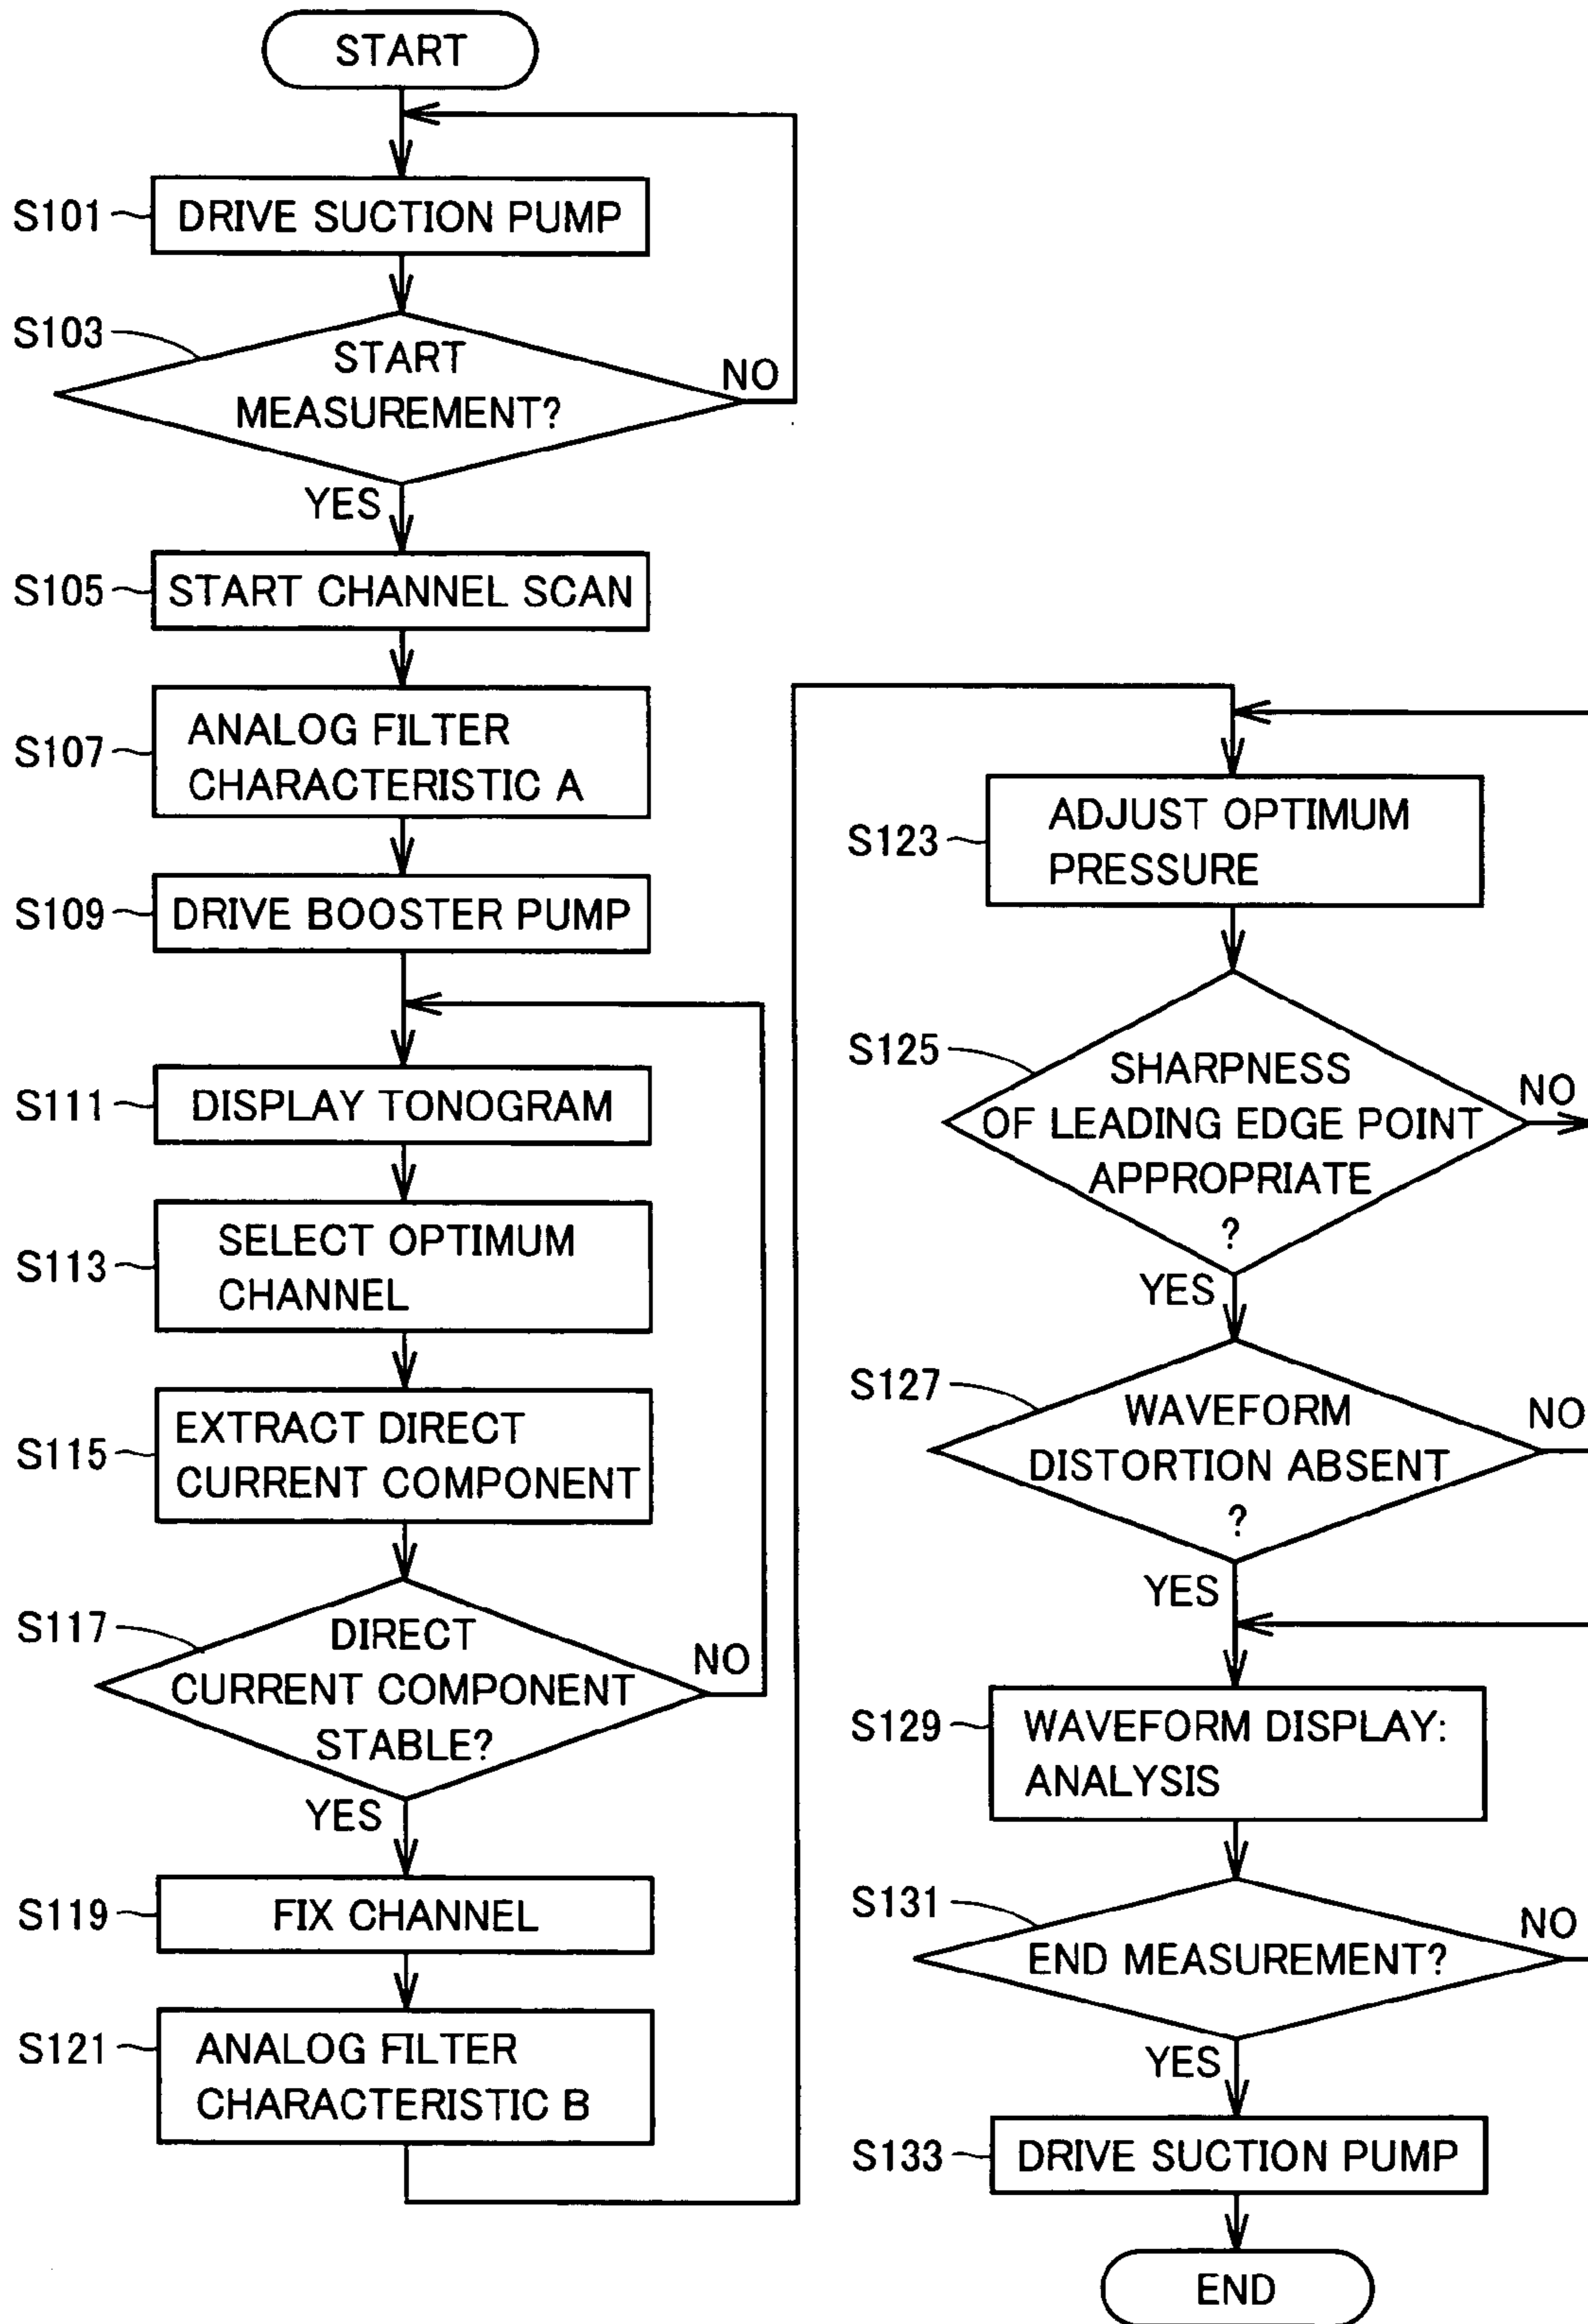 START
S101
DRIVE SUCTION PUMP
S103
START
MEASUREMENT?
NO
YES
S105
START CHANNEL SCAN
S107
ANALOG FILTER
CHARACTERISTIC A
S109
DRIVE BOOSTER PUMP
S111
DISPLAY TONOGRAM
S113
SELECT OPTIMUM
CHANNEL
S115
EXTRACT DIRECT
CURRENT COMPONENT
S117
DIRECT
CURRENT COMPONENT
STABLE?
NO
YES
S119
FIX CHANNEL
S121
ANALOG FILTER
CHARACTERISTIC B
S123
ADJUST OPTIMUM
PRESSURE
S125
SHARPNESS
OF LEADING EDGE POINT
APPROPRIATE
?
NO
YES
S127
WAVEFORM
DISTORTION ABSENT
?
NO
YES
S129
WAVEFORM DISPLAY:
ANALYSIS
S131
END MEASUREMENT?
NO
YES
S133
DRIVE SUCTION PUMP
END